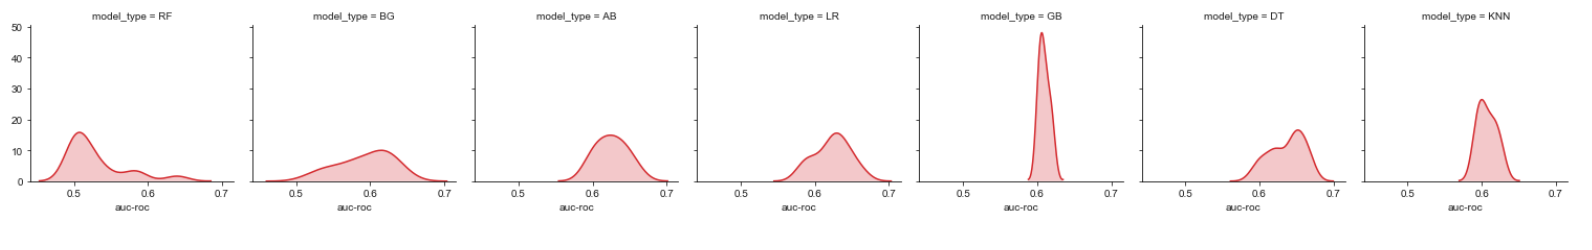 model_type = RF model_type = BG model_type = AB model_type = LR model_type = GB model_type = DT model_type = KNN
50
40
30
20
10
0
0.5 0.6 0.7 0.5 0.6 0.7 0.5 0.6 0.7 0.5 0.6 0.7 0.5 0.6 0.7 0.5 0.6 0.7 0.5 0.6 0.7
auc-roc auc-roc auc-roc auc-roc auc-roc auc-roc auc-roc